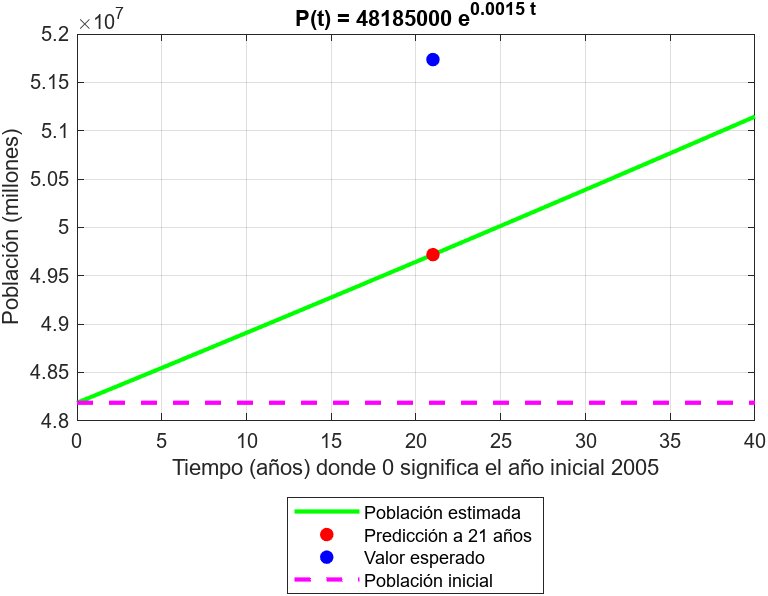 P(t) = 48185000 e^0.0015 t
×10^7
5.2
5.15
5.1
5.05
5
4.95
4.9
4.85
4.8
Población (millones)
0 5 10 15 20 25 30 35 40
Tiempo (años) donde 0 significa el año inicial 2005
Población estimada
Predicción a 21 años
Valor esperado
Población inicial